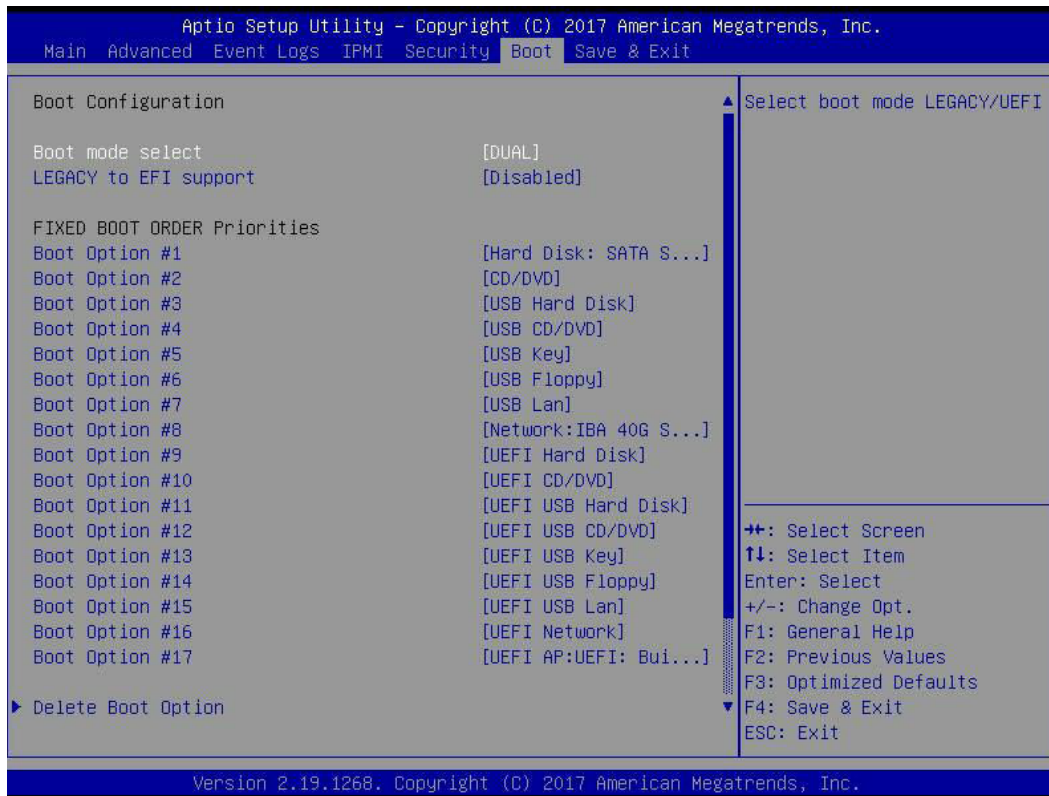 Aptio Setup Utility – Copyright (C) 2017 American Megatrends, Inc.
Main Advanced Event Logs IPMI Security Boot Save & Exit
Boot Configuration
Boot mode select [DUAL]
LEGACY to EFI support [Disabled]
FIXED BOOT ORDER Priorities
Boot Option #1 [Hard Disk: SATA S...]
Boot Option #2 [CD/DVD]
Boot Option #3 [USB Hard Disk]
Boot Option #4 [USB CD/DVD]
Boot Option #5 [USB Key]
Boot Option #6 [USB Floppy]
Boot Option #7 [USB Lan]
Boot Option #8 [Network:IBA 40G S...]
Boot Option #9 [UEFI Hard Disk]
Boot Option #10 [UEFI CD/DVD]
Boot Option #11 [UEFI USB Hard Disk]
Boot Option #12 [UEFI USB CD/DVD]
Boot Option #13 [UEFI USB Key]
Boot Option #14 [UEFI USB Floppy]
Boot Option #15 [UEFI USB Lan]
Boot Option #16 [UEFI Network]
Boot Option #17 [UEFI AP:UEFI: Bui...]
Delete Boot Option
Select boot mode LEGACY/UEFI
→←: Select Screen
↑↓: Select Item
Enter: Select
+/-: Change Opt.
F1: General Help
F2: Previous Values
F3: Optimized Defaults
F4: Save & Exit
ESC: Exit
Version 2.19.1268. Copyright (C) 2017 American Megatrends, Inc.